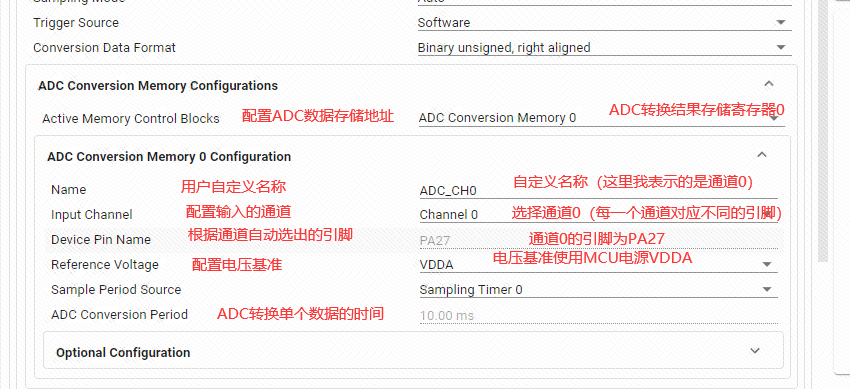 Trigger Source Software
Conversion Data Format Binary unsigned, right aligned
ADC Conversion Memory Configurations
Active Memory Control Blocks 配置ADC数据存储地址 ADC Conversion Memory 0 ADC转换结果存储寄存器0
ADC Conversion Memory 0 Configuration
Name 用户自定义名称 ADC_CH0 自定义名称（这里我表示的是通道0）
Input Channel 配置输入的通道 Channel 0 选择通道0（每一个通道对应不同的引脚）
Device Pin Name 根据通道自动选出的引脚 PA27 通道0的引脚为PA27
Reference Voltage 配置电压基准 VDDA 电压基准使用MCU电源VDDA
Sample Period Source Sampling Timer 0
ADC Conversion Period ADC转换单个数据的时间 10.00 ms
Optional Configuration